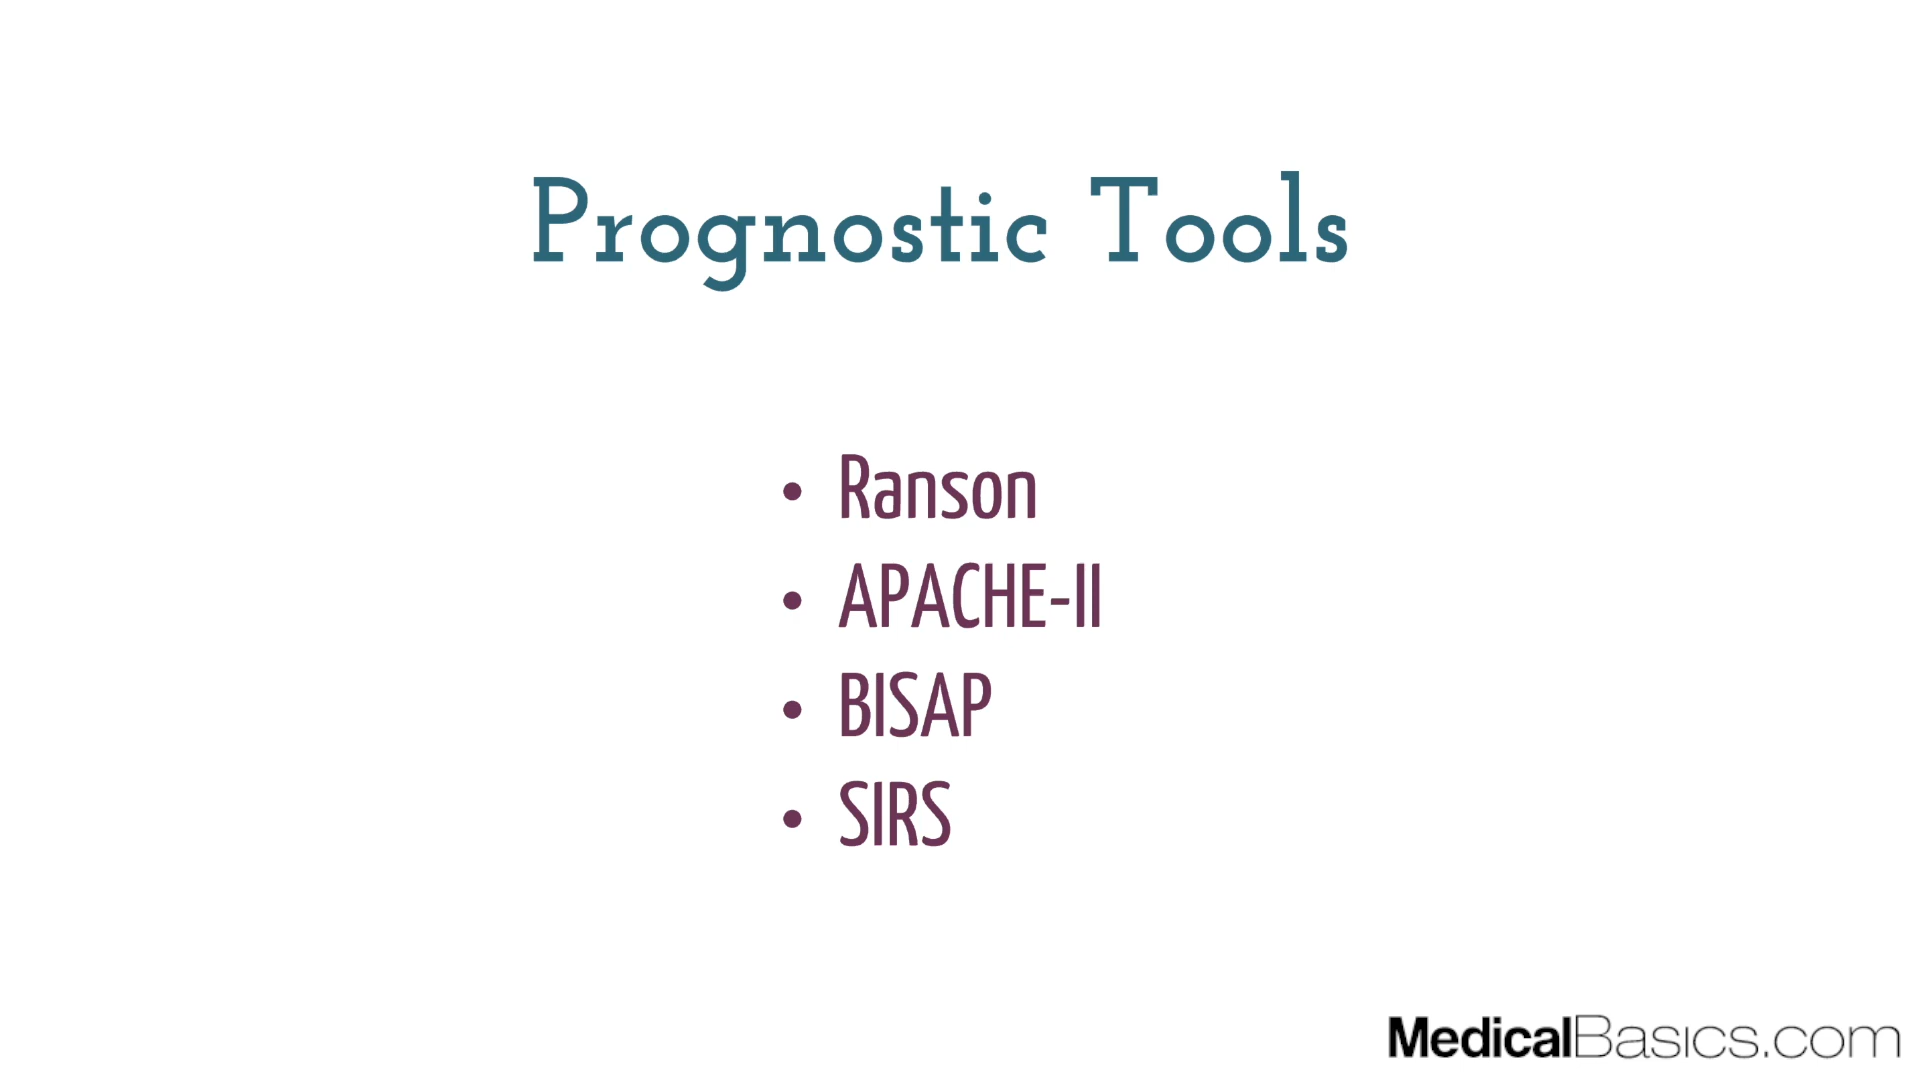 Prognostic Tools
• Ranson
• APACHE-II
• BISAP
• SIRS
MedicalBasics.com